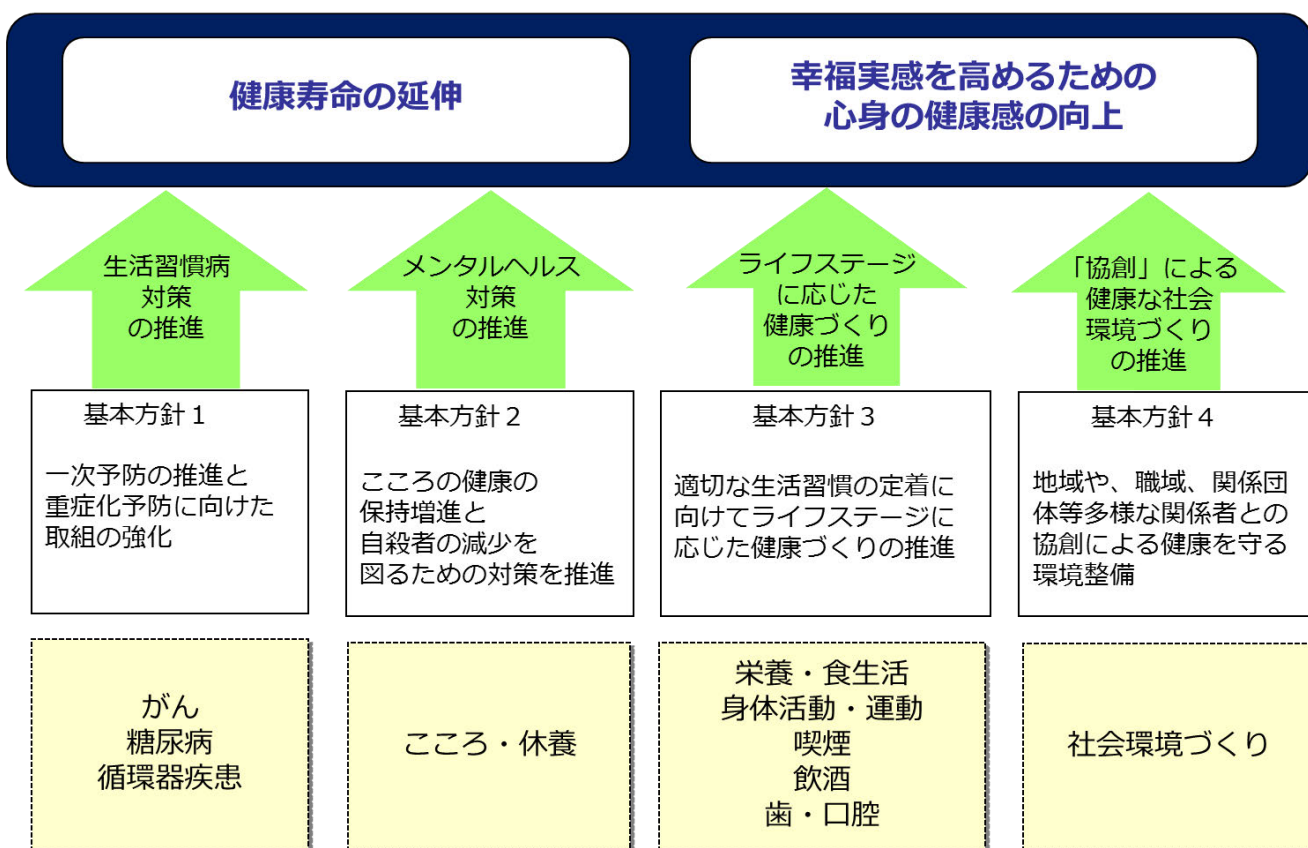 健康寿命の延伸
幸福実感を高めるための
心身の健康感の向上
生活習慣病
対策
の推進
メンタルヘルス
対策
の推進
ライフステージ
に応じた
健康づくり
の推進
「協創」による
健康な社会
環境づくり
の推進
基本方針１
一次予防の推進と
重症化予防に向けた
取組の強化
基本方針２
こころの健康の
保持増進と
自殺者の減少を
図るための対策を推進
基本方針３
適切な生活習慣の定着に
向けてライフステージに
応じた健康づくりの推進
基本方針４
地域や、職域、関係団
体等多様な関係者との
協創による健康を守る
環境整備
がん
糖尿病
循環器疾患
こころ・休養
栄養・食生活
身体活動・運動
喫煙
飲酒
歯・口腔
社会環境づくり